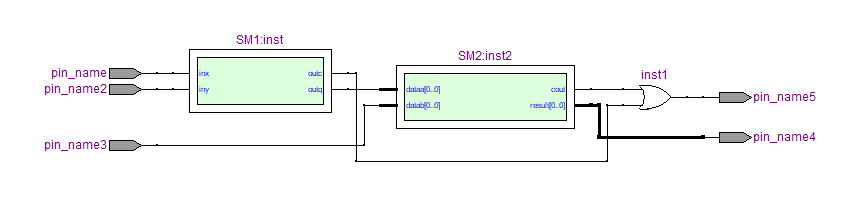 SM1:inst
SM2:inst2
inst1
pin_name
inx
outc
pin_name2
iny
outq
dataa[0..0]
cout
pin_name5
datab[0..0]
result[0..0]
pin_name3
pin_name4